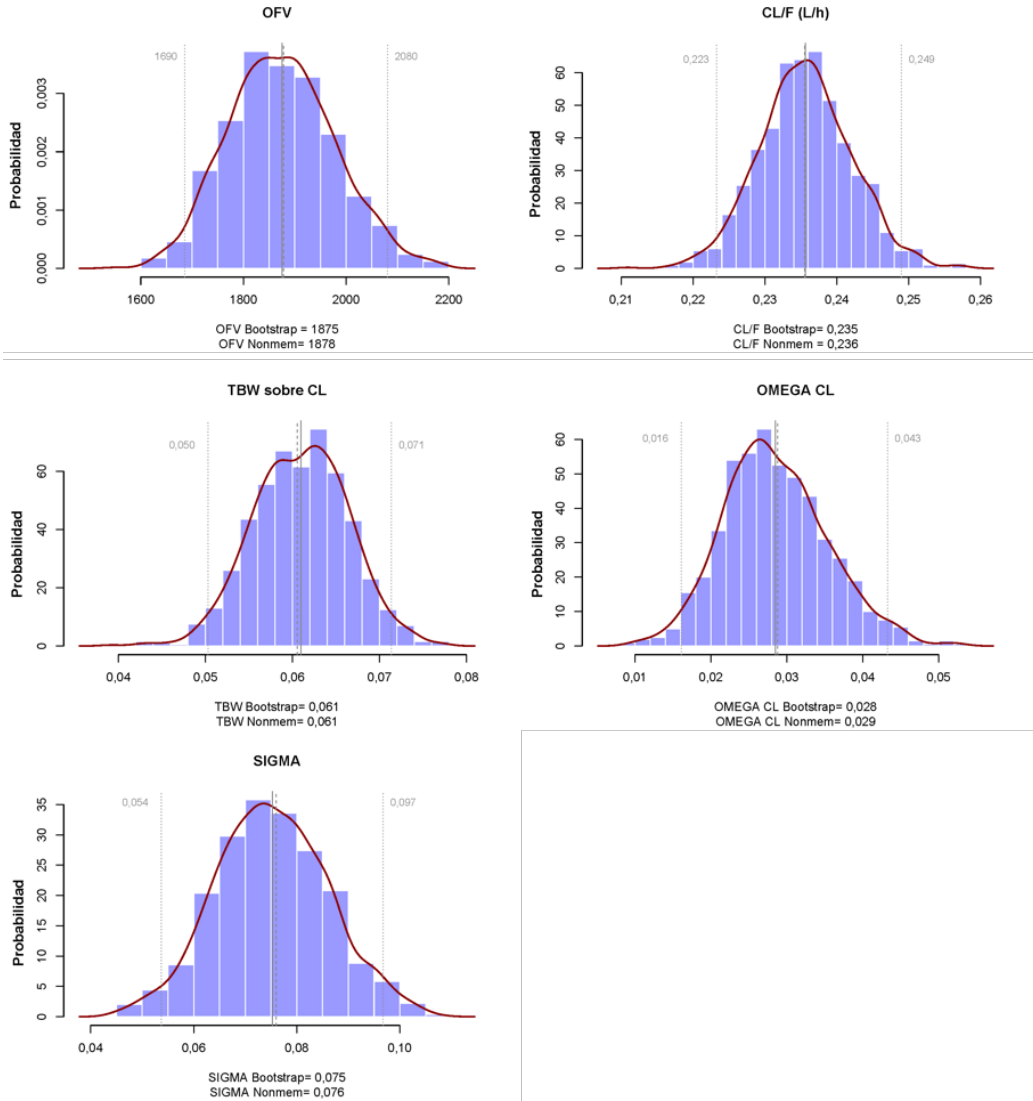 OFV
1690
2080
Probabilidad
0.003
0.002
0.001
0.000
1600 1800 2000 2200
OFV Bootstrap = 1875
OFV Nonmem = 1878
CL/F (L/h)
0,223
0,249
Probabilidad
60
50
40
30
20
10
0
0,21 0,22 0,23 0,24 0,25 0,26
CL/F Bootstrap= 0,235
CL/F Nonmem = 0,236
TBW sobre CL
0,050
0,071
Probabilidad
60
40
20
0
0,04 0,05 0,06 0,07 0,08
TBW Bootstrap= 0,061
TBW Nonmem= 0,061
OMEGA CL
0,016
0,043
Probabilidad
60
50
40
30
20
10
0
0,01 0,02 0,03 0,04 0,05
OMEGA CL Bootstrap= 0,028
OMEGA CL Nonmem= 0,029
SIGMA
0,054
0,097
Probabilidad
35
30
25
20
15
10
5
0
0,04 0,06 0,08 0,10
SIGMA Bootstrap= 0,075
SIGMA Nonmem= 0,076